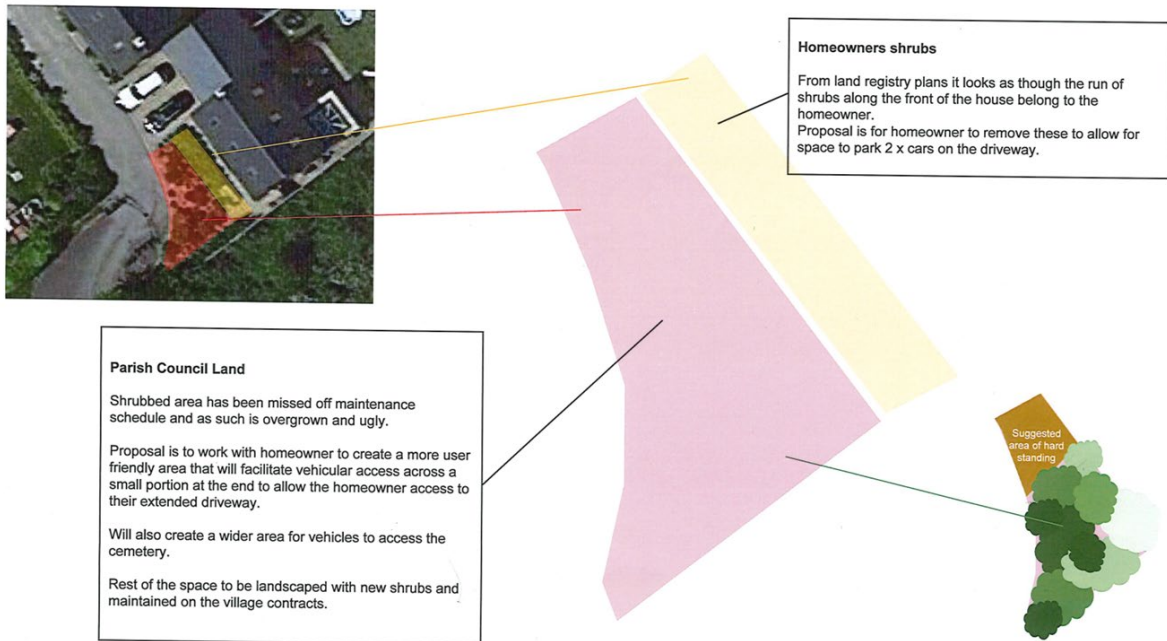 Homeowners shrubs
From land registry plans it looks as though the run of
shrubs along the front of the house belong to the
homeowner.
Proposal is for homeowner to remove these to allow for
space to park 2 x cars on the driveway.
Parish Council Land
Shrubbed area has been missed off maintenance
schedule and as such is overgrown and ugly.
Proposal is to work with homeowner to create a more user
friendly area that will facilitate vehicular access across a
small portion at the end to allow the homeowner access to
their extended driveway.
Will also create a wider area for vehicles to access the
cemetery.
Rest of the space to be landscaped with new shrubs and
maintained on the village contracts.
Suggested
area of hard
standing